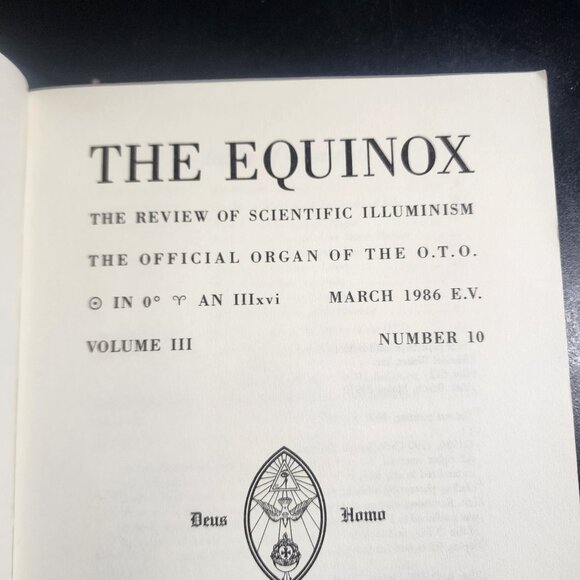 THE EQUINOX
THE REVIEW OF SCIENTIFIC ILLUMINISM
THE OFFICIAL ORGAN OF THE O.T.O.
☉ IN 0° ♈ AN IIIxvi MARCH 1986 E.V.
VOLUME III NUMBER 10
Deus Homo